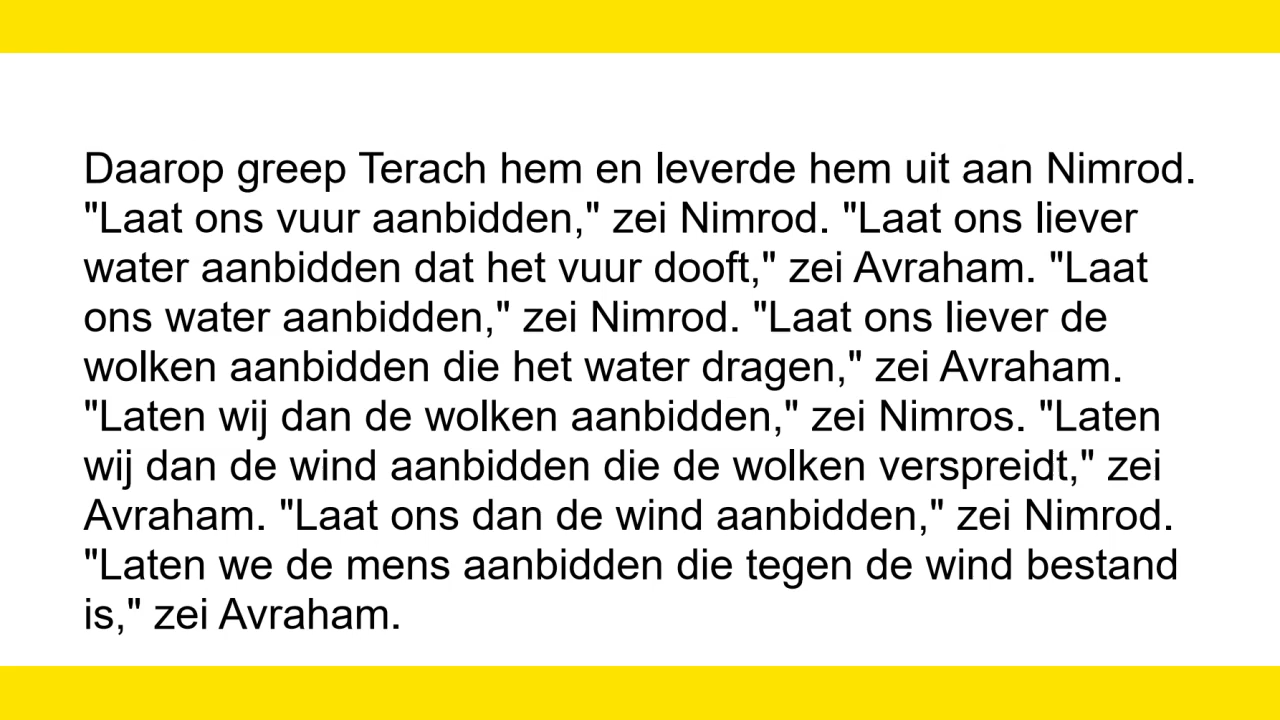 Daarop greep Terach hem en leverde hem uit aan Nimrod.
"Laat ons vuur aanbidden," zei Nimrod. "Laat ons liever
water aanbidden dat het vuur dooft," zei Avraham. "Laat
ons water aanbidden," zei Nimrod. "Laat ons liever de
wolken aanbidden die het water dragen," zei Avraham.
"Laten wij dan de wolken aanbidden," zei Nimros. "Laten
wij dan de wind aanbidden die de wolken verspreidt," zei
Avraham. "Laat ons dan de wind aanbidden," zei Nimrod.
"Laten we de mens aanbidden die tegen de wind bestand
is," zei Avraham.